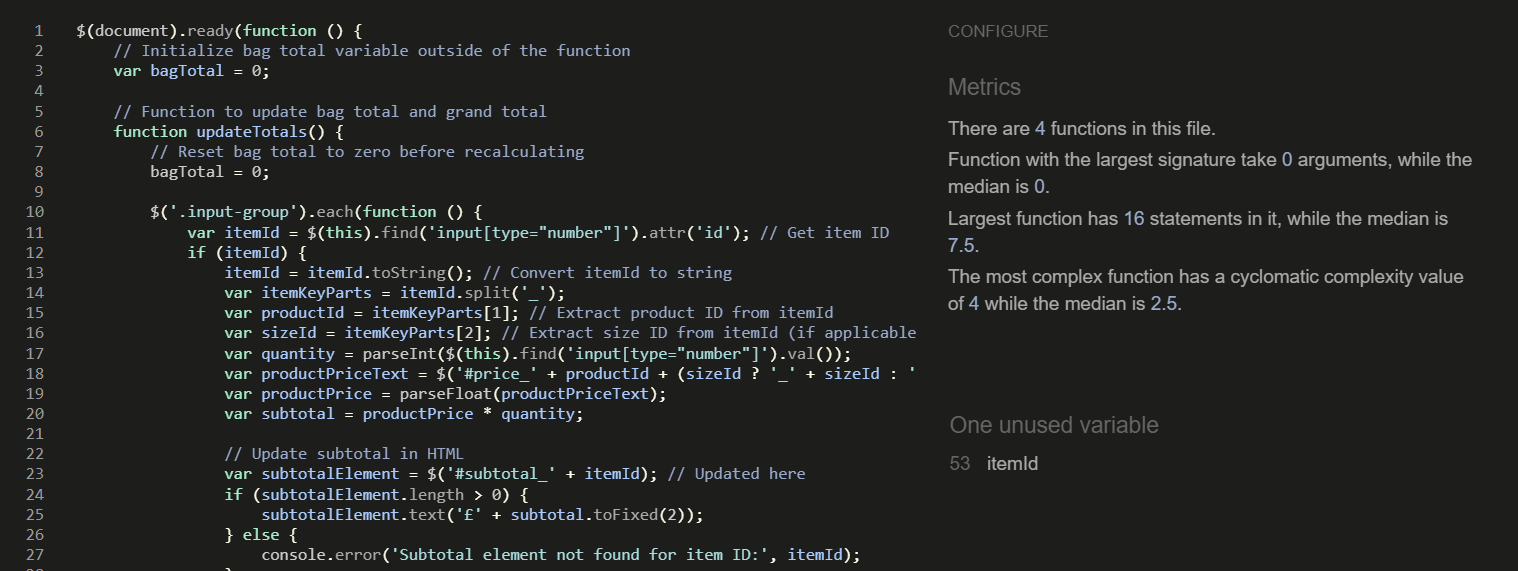 1 $(document).ready(function () {
2 // Initialize bag total variable outside of the function
3 var bagTotal = 0;
4
5 // Function to update bag total and grand total
6 function updateTotals() {
7 // Reset bag total to zero before recalculating
8 bagTotal = 0;
9
10 $('.input-group').each(function () {
11 var itemId = $(this).find('input[type="number"]').attr('id'); // Get item ID
12 if (itemId) {
13 itemId = itemId.toString(); // Convert itemId to string
14 var itemKeyParts = itemId.split('_');
15 var productId = itemKeyParts[1]; // Extract product ID from itemId
16 var sizeId = itemKeyParts[2]; // Extract size ID from itemId (if applicable
17 var quantity = parseInt($(this).find('input[type="number"]').val());
18 var productPriceText = $('#price_' + productId + (sizeId ? '_' + sizeId : '
19 var productPrice = parseFloat(productPriceText);
20 var subtotal = productPrice * quantity;
21
22 // Update subtotal in HTML
23 var subtotalElement = $('#subtotal_' + itemId); // Updated here
24 if (subtotalElement.length > 0) {
25 subtotalElement.text('£' + subtotal.toFixed(2));
26 } else {
27 console.error('Subtotal element not found for item ID:', itemId);
CONFIGURE
Metrics
There are 4 functions in this file.
Function with the largest signature take 0 arguments, while the
median is 0.
Largest function has 16 statements in it, while the median is
7.5.
The most complex function has a cyclomatic complexity value
of 4 while the median is 2.5.
One unused variable
53 itemId